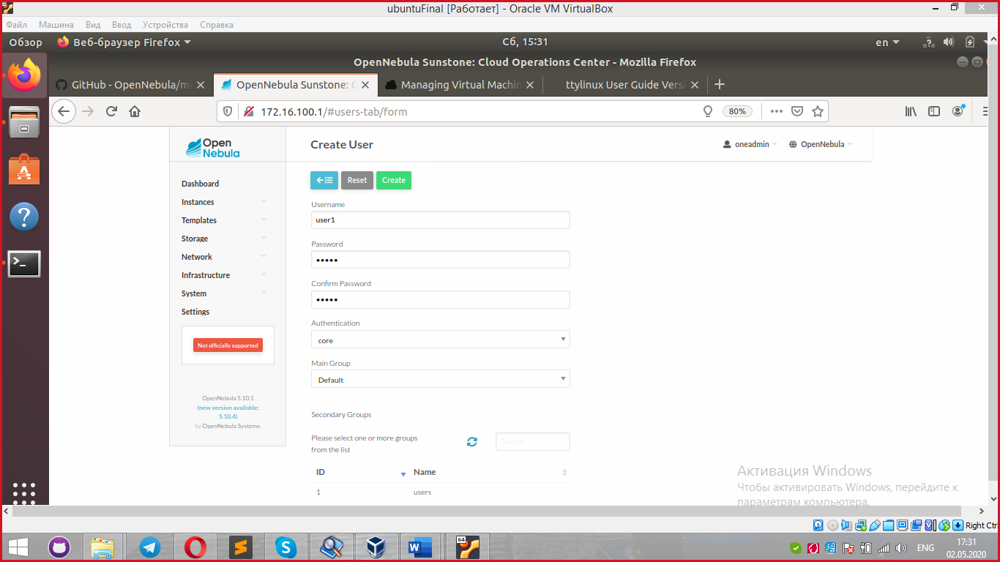 ubuntuFinal [Работает] - Oracle VM VirtualBox
Файл Машина Вид Ввод Устройства Справка
Обзор Веб-браузер Firefox Сб, 15:31 en
OpenNebula Sunstone: Cloud Operations Center - Mozilla Firefox
GitHub - OpenNebula/mi OpenNebula Sunstone: C Managing Virtual Machin ttylinux User Guide Versi
172.16.100.1/#users-tab/form 80%
Open Nebula
Create User
oneadmin OpenNebula
Dashboard
Instances
Templates
Storage
Network
Infrastructure
System
Settings
Not officially supported
OpenNebula 5.10.1
(new version available:
5.10.4)
by OpenNebula Systems.
Reset Create
Username
user1
Password
•••••
Confirm Password
•••••
Authentication
core
Main Group
Default
Secondary Groups
Please select one or more groups
from the list
Search
ID Name
1 users
Активация Windows
Чтобы активировать Windows, перейдите к
параметрам компьютера.
Right Ctrl
64
ENG
17:31
02.05.2020